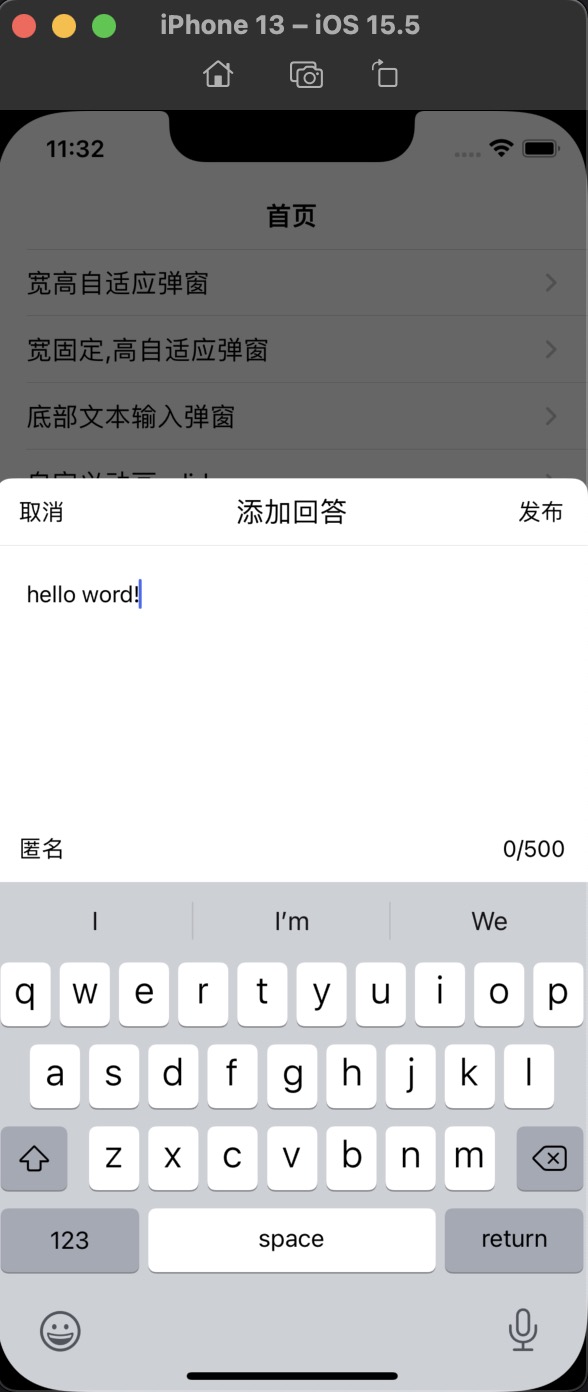 iPhone 13 – iOS 15.5
11:32
首页
宽高自适应弹窗
宽固定,高自适应弹窗
底部文本输入弹窗
取消 添加回答 发布
hello word!
匿名 0/500
I I’m We
q w e r t y u i o p
a s d f g h j k l
z x c v b n m
123 space return